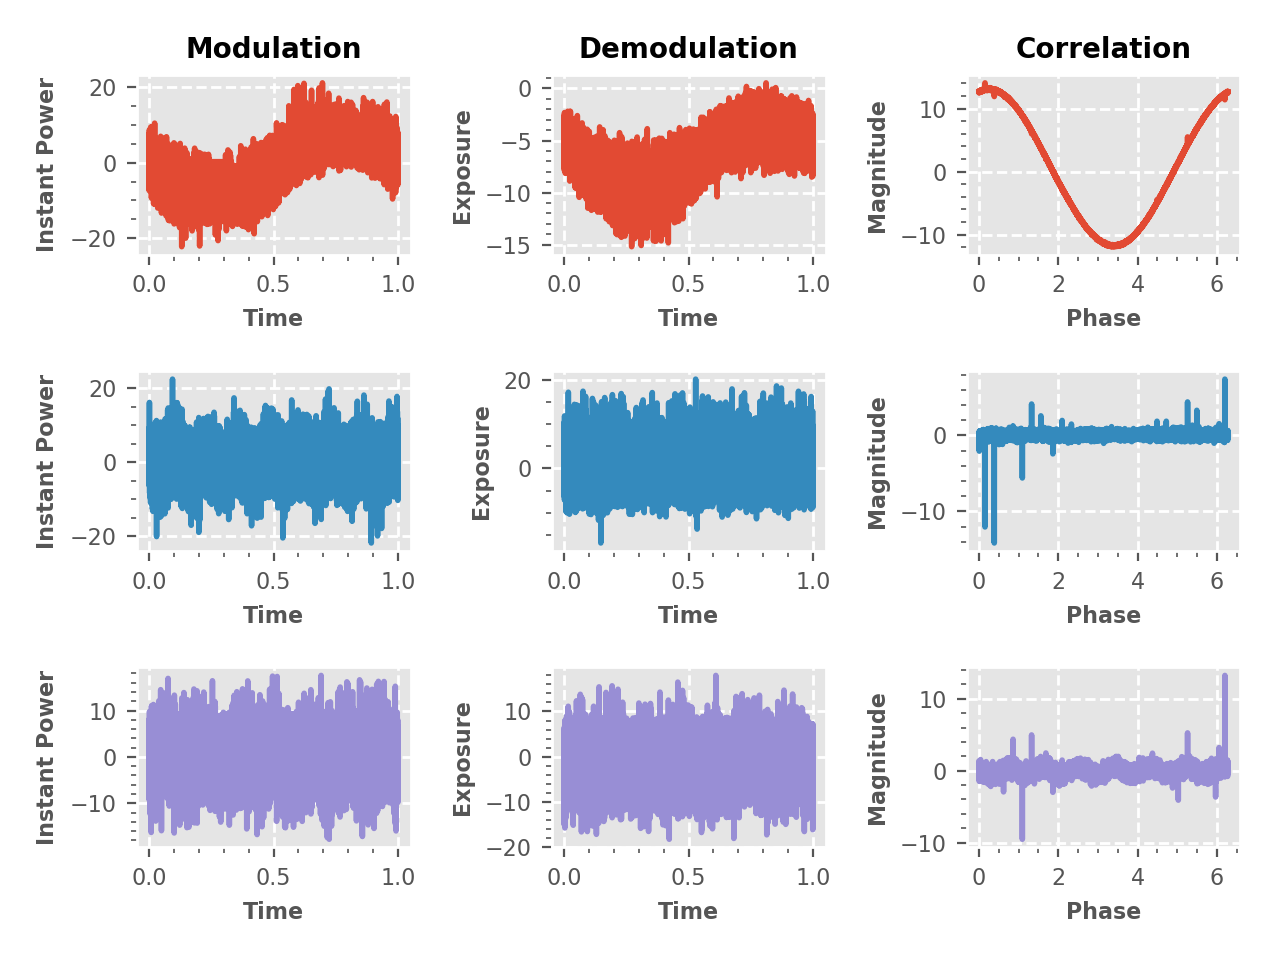 Modulation Demodulation Correlation
Instant Power 20 0 −20
Exposure 0 −5 −10 −15
Magnitude 10 0 −10
0.0 0.5 1.0 0.0 0.5 1.0 0 2 4 6
Time Time Phase
Instant Power 20 0 −20
Exposure 20 0
Magnitude 0 −10
0.0 0.5 1.0 0.0 0.5 1.0 0 2 4 6
Time Time Phase
Instant Power 10 0 −10
Exposure 10 0 −10 −20
Magnitude 10 0 −10
0.0 0.5 1.0 0.0 0.5 1.0 0 2 4 6
Time Time Phase